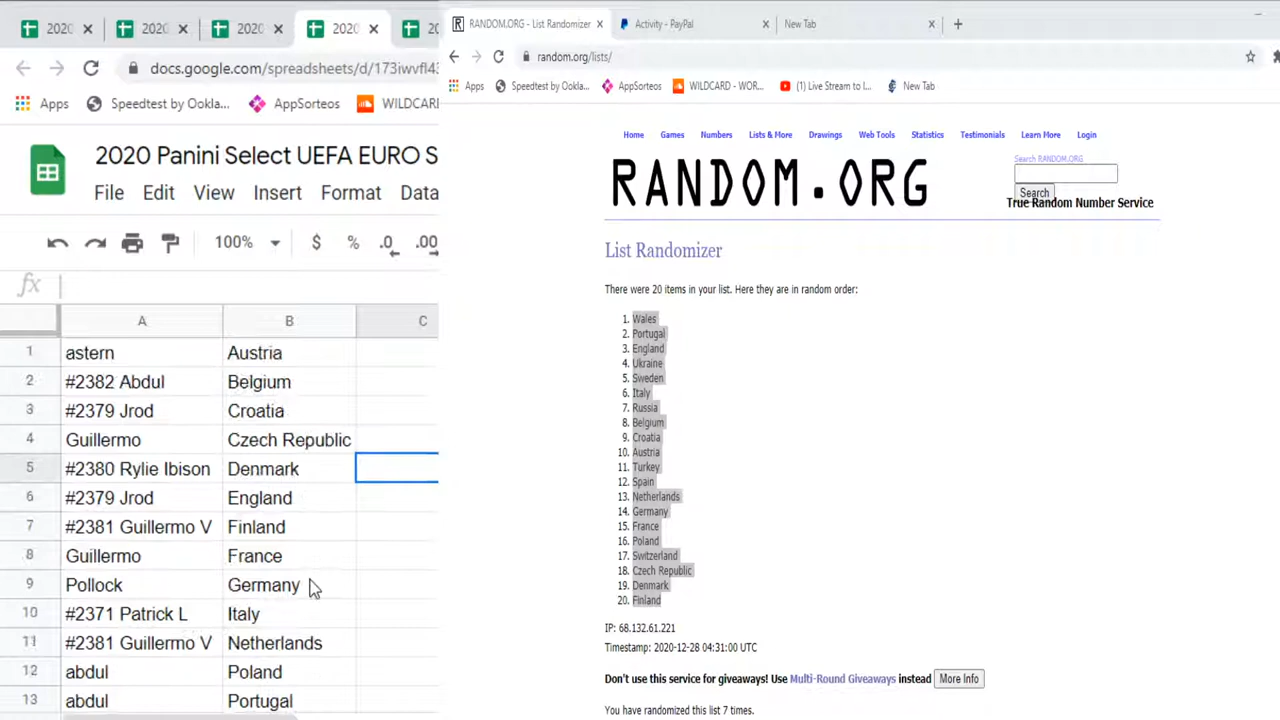 2020
2020
2020
2020
20
docs.google.com/spreadsheets/d/173iwvfl43
Apps
Speedtest by Ookla...
AppSorteos
WILDCARD
2020 Panini Select UEFA EURO S
File Edit View Insert Format Data
100% $ % .0 .00
fx
A B C
1 astern Austria
2 #2382 Abdul Belgium
3 #2379 Jrod Croatia
4 Guillermo Czech Republic
5 #2380 Rylie Ibison Denmark
6 #2379 Jrod England
7 #2381 Guillermo V Finland
8 Guillermo France
9 Pollock Germany
10 #2371 Patrick L Italy
11 #2381 Guillermo V Netherlands
12 abdul Poland
13 abdul Portugal
RANDOM.ORG - List Randomizer
Activity - PayPal
New Tab
random.org/lists/
Apps
Speedtest by Ookla...
AppSorteos
WILDCARD - WOR...
(1) Live Stream to I...
New Tab
Home Games Numbers Lists & More Drawings Web Tools Statistics Testimonials Learn More Login
RANDOM.ORG
Search RANDOM.ORG
Search
True Random Number Service
List Randomizer
There were 20 items in your list. Here they are in random order:
1. Wales
2. Portugal
3. England
4. Ukraine
5. Sweden
6. Italy
7. Russia
8. Belgium
9. Croatia
10. Austria
11. Turkey
12. Spain
13. Netherlands
14. Germany
15. France
16. Poland
17. Switzerland
18. Czech Republic
19. Denmark
20. Finland
IP: 68.132.61.221
Timestamp: 2020-12-28 04:31:00 UTC
Don't use this service for giveaways! Use Multi-Round Giveaways instead More Info
You have randomized this list 7 times.